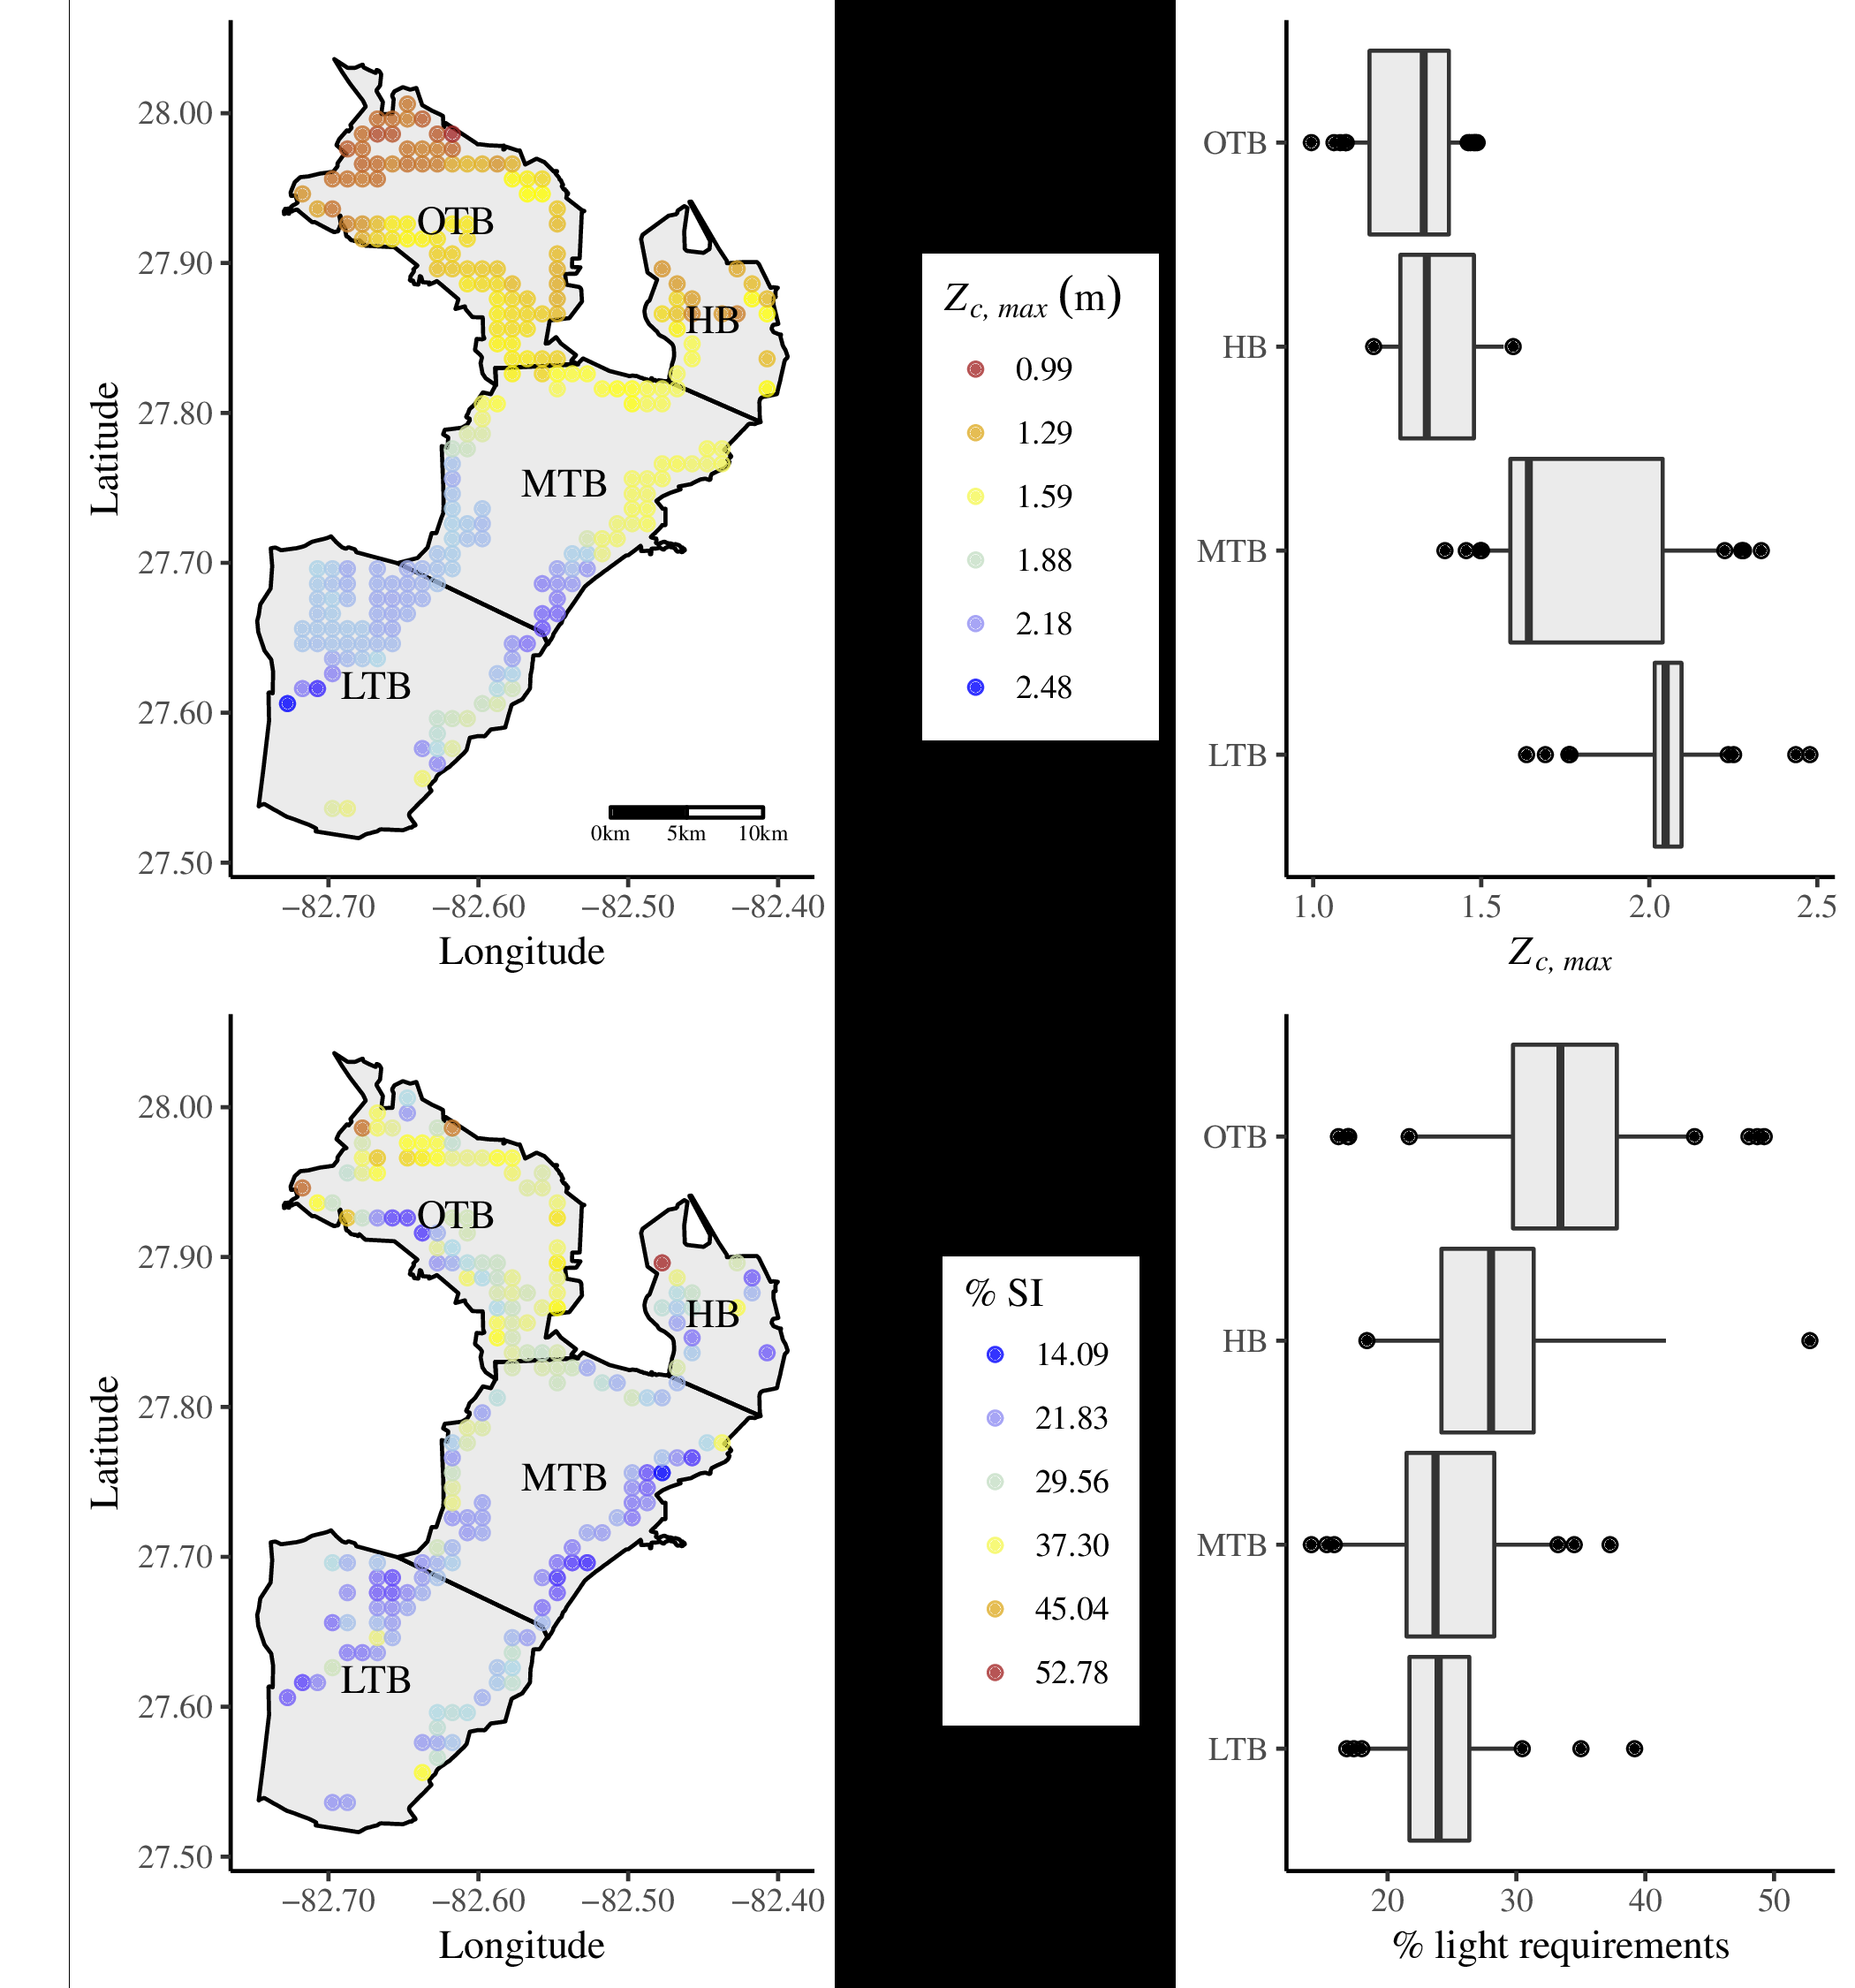 28.00
27.90
27.80
27.70
27.60
27.50
Latitude
OTB
HB
MTB
LTB
0km 5km 10km
−82.70 −82.60 −82.50 −82.40
Longitude
Zc, max (m)
0.99
1.29
1.59
1.88
2.18
2.48
OTB
HB
MTB
LTB
1.0 1.5 2.0 2.5
Zc, max
28.00
27.90
27.80
27.70
27.60
27.50
Latitude
OTB
HB
MTB
LTB
−82.70 −82.60 −82.50 −82.40
Longitude
% SI
14.09
21.83
29.56
37.30
45.04
52.78
OTB
HB
MTB
LTB
20 30 40 50
% light requirements